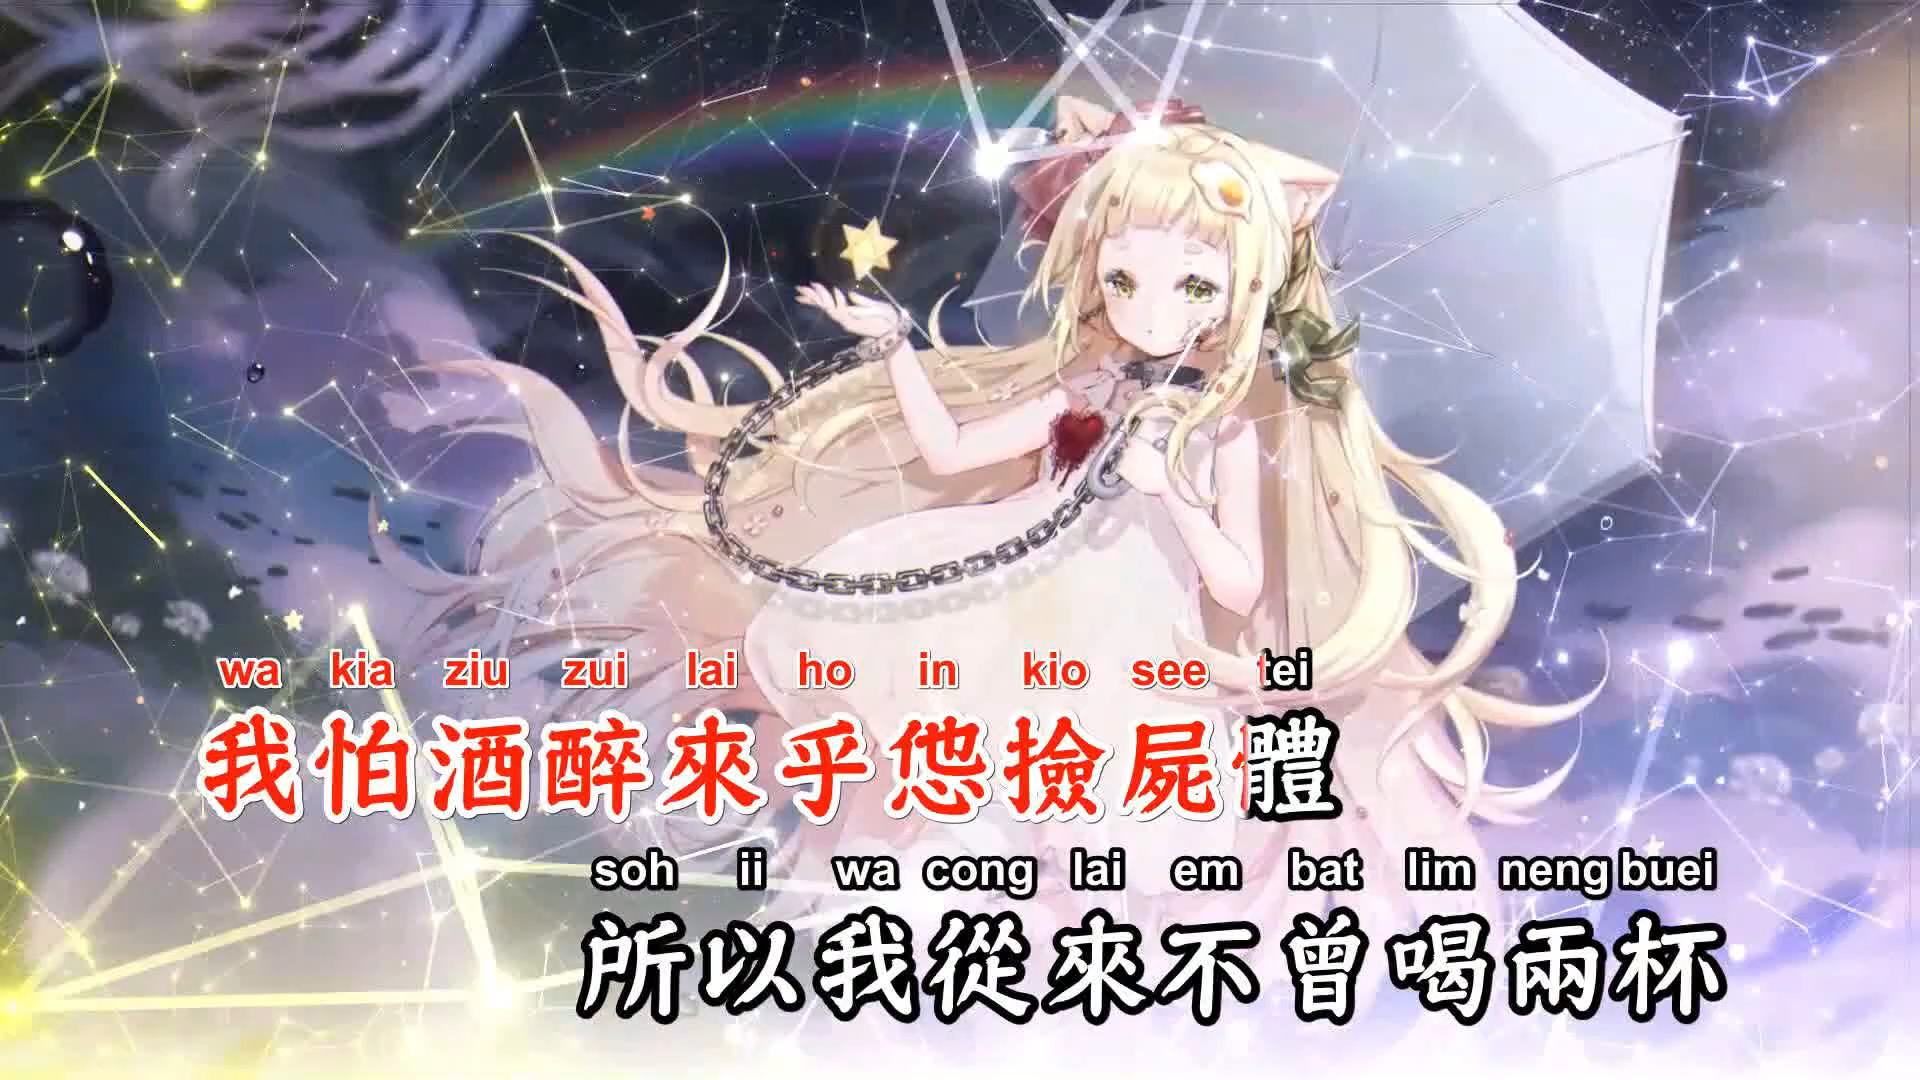 wa kia ziu zui lai ho in kio see tei
我怕酒醉來乎怹撿屍體
soh ii wa cong lai em bat lim neng buei
所以我從來不曾喝兩杯